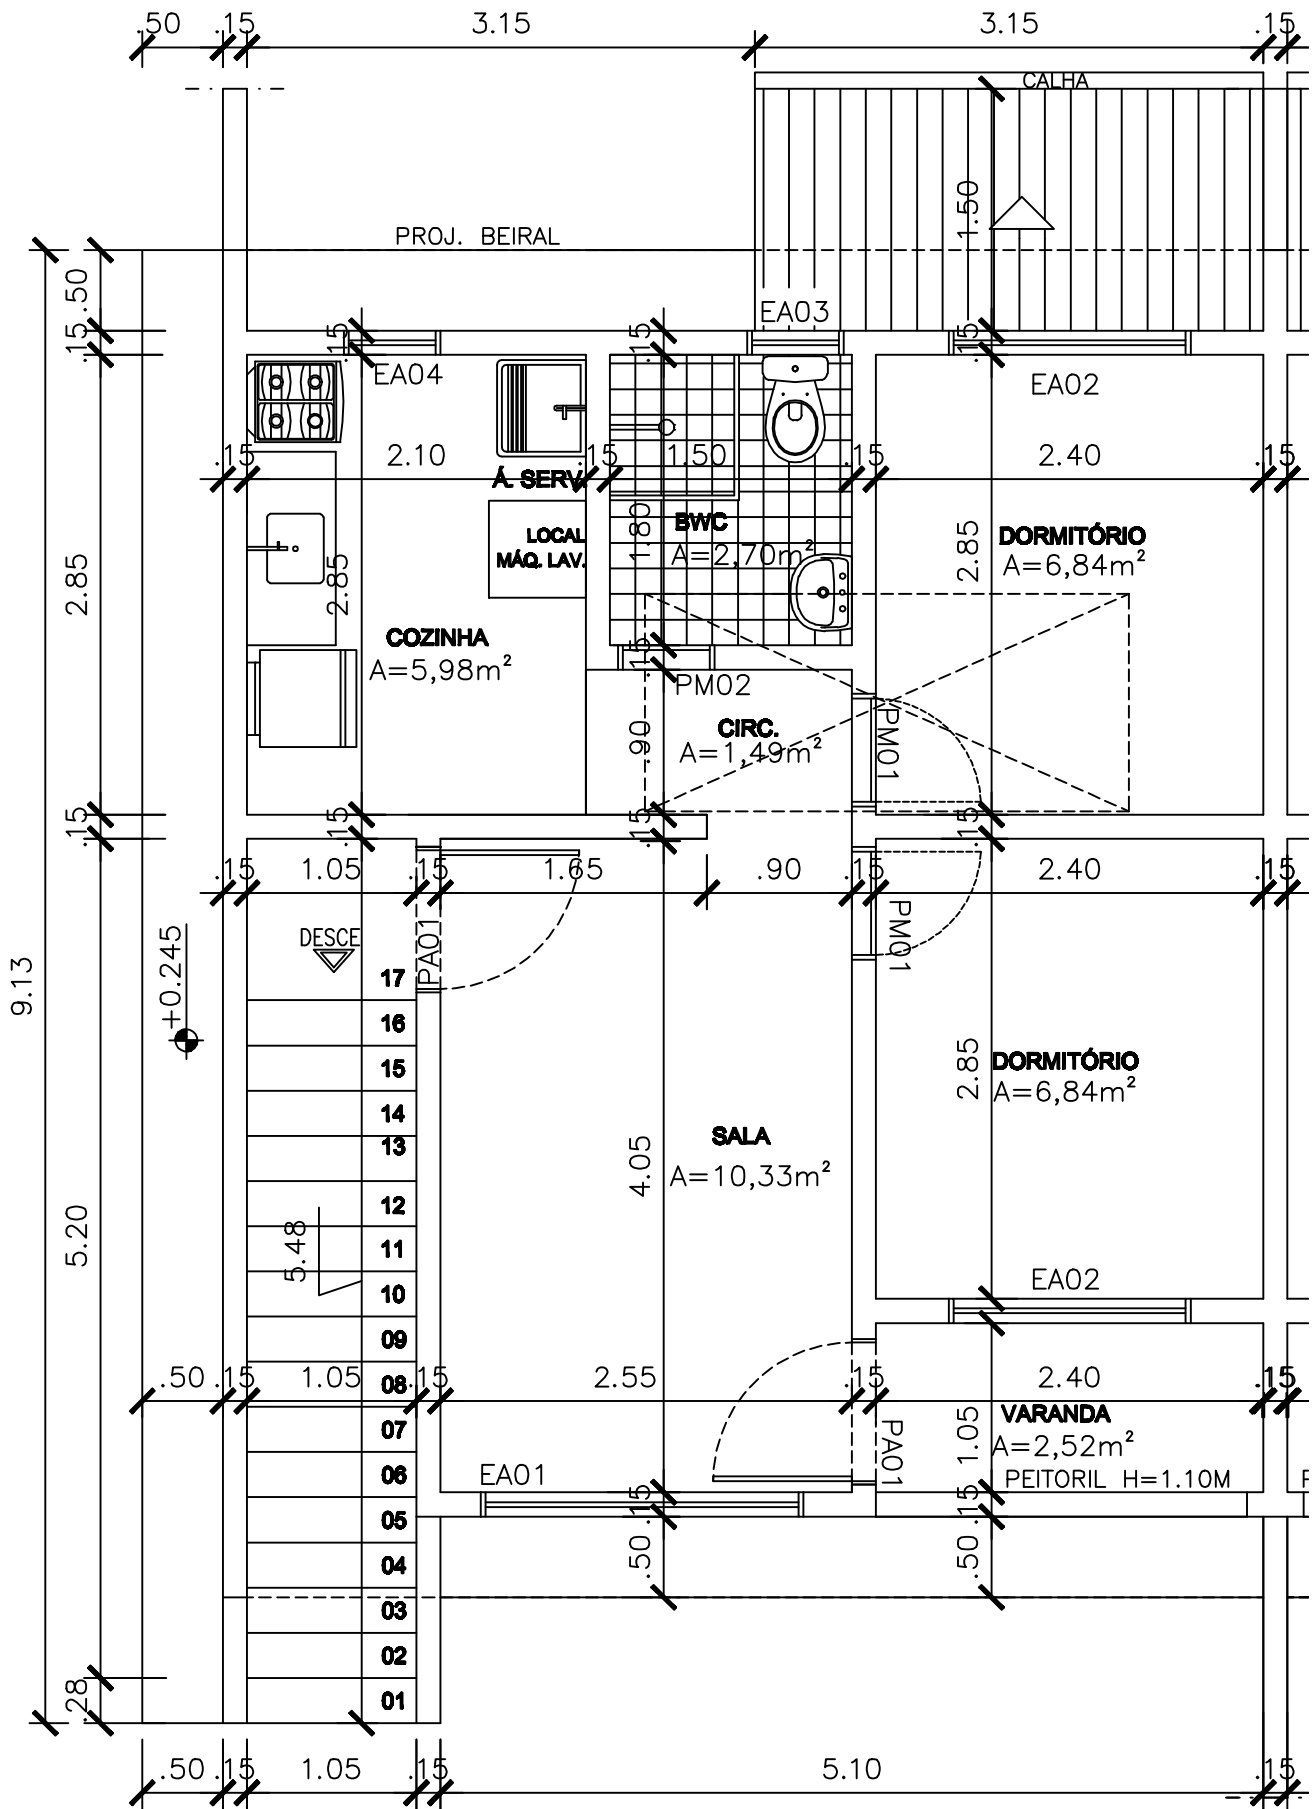 .50 .15 3.15 3.15 .15
CALHA
1.50
PROJ. BEIRAL
.50
EA03
.15 .15 .15 .15
EA04 EA02
.15 2.10 .15 1.50 .15 2.40 .15
Á. SERV.
LOCAL
MÁQ. LAV.
1.80
BWC
A=2,70m²
DORMITÓRIO
A=6,84m²
2.85 2.85 2.85
COZINHA
A=5,98m²
.15
PM02
CIRC.
A=1,49m²
.90
PM01
.15 .15 .15 .15
.15 1.05 .15 1.65 .90 .15 2.40 .15
DESCE
PA01
PM01
+0.245
9.13
17
16
15
14
13
12
11
10
09
08
07
06
05
04
03
02
01
DORMITÓRIO
A=6,84m²
2.85
SALA
A=10,33m²
4.05
5.20
5.48
EA02
.50 .15 1.05 .15 2.55 .15 2.40 .15
VARANDA
A=2,52m²
1.05
PA01
EA01
PEITORIL H=1.10M
P
.15 .15
.50 .50
.28
.50 .15 1.05 .15 5.10 .15